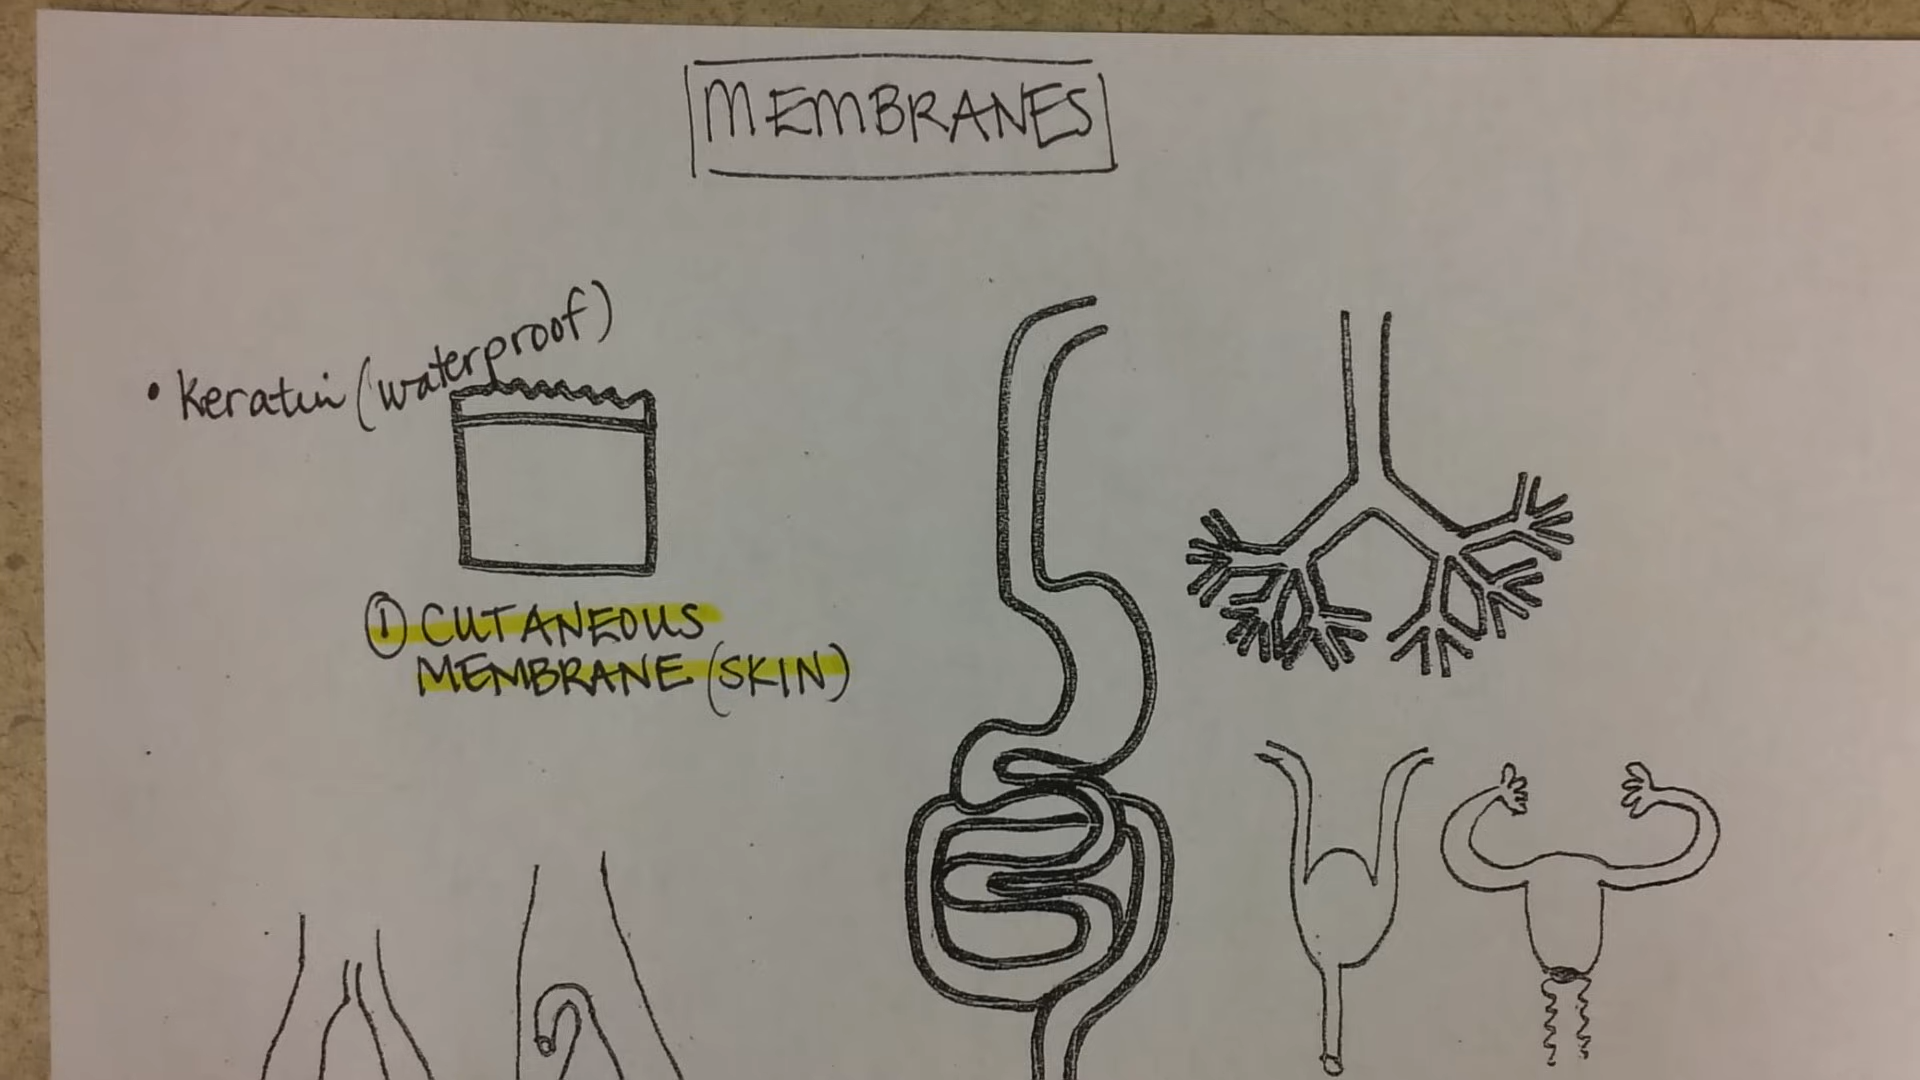 MEMBRANES
• Keratin (waterproof)
① CUTANEOUS
MEMBRANE (SKIN)